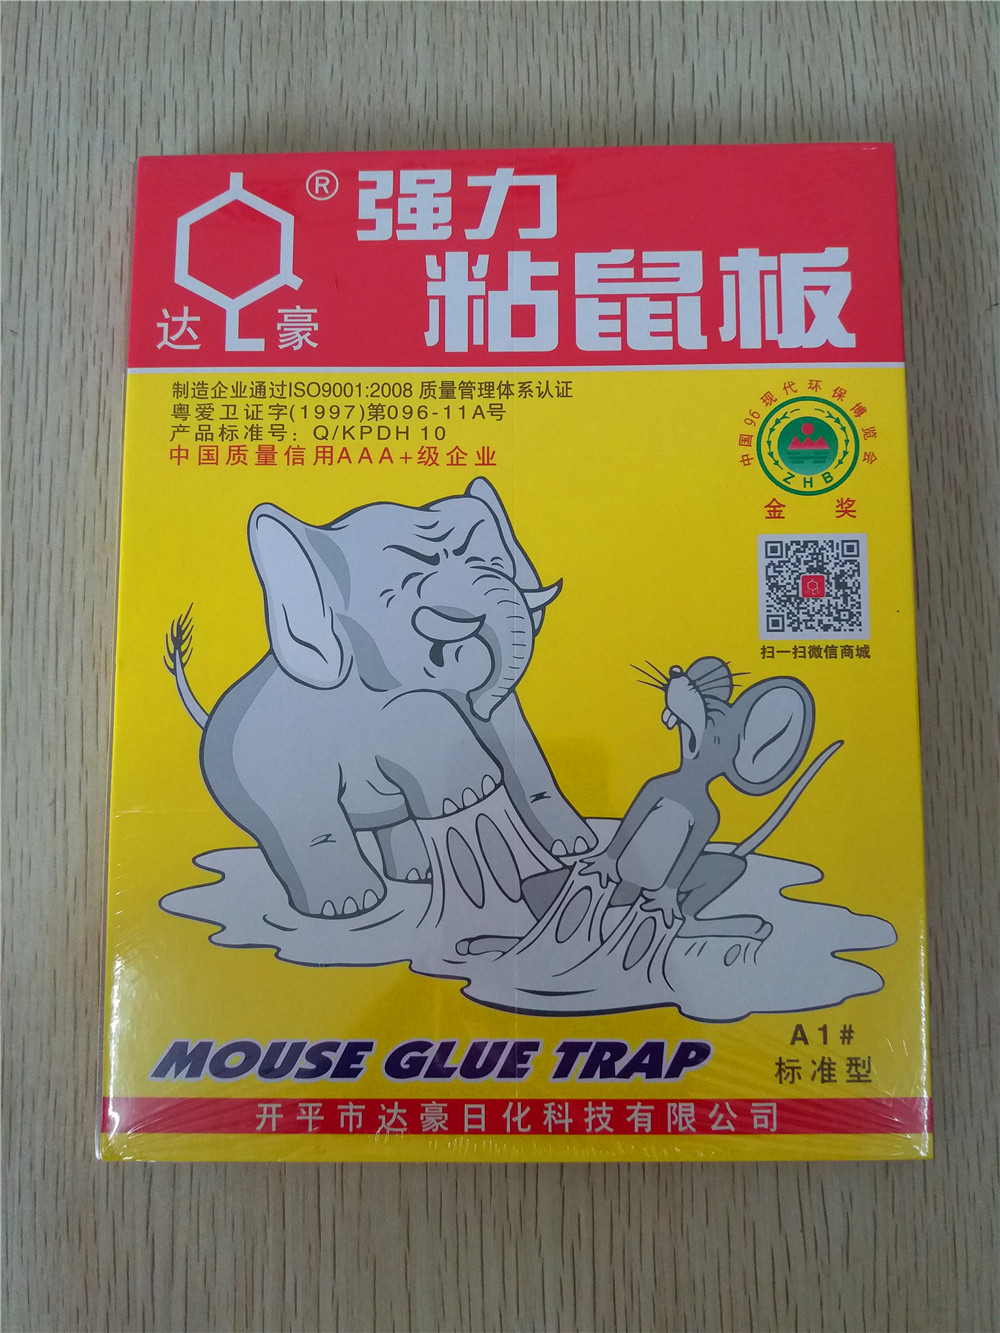 ®
强力
粘鼠板
达豪
制造企业通过ISO9001:2008 质量管理体系认证
粤爱卫证字(1997)第096-11A号
产品标准号：Q/KPDH 10
中国质量信用AAA+级企业
中国96现代环保博览会
ZHB
金奖
扫一扫微信商城
MOUSE GLUE TRAP
A1#
标准型
开平市达豪日化科技有限公司